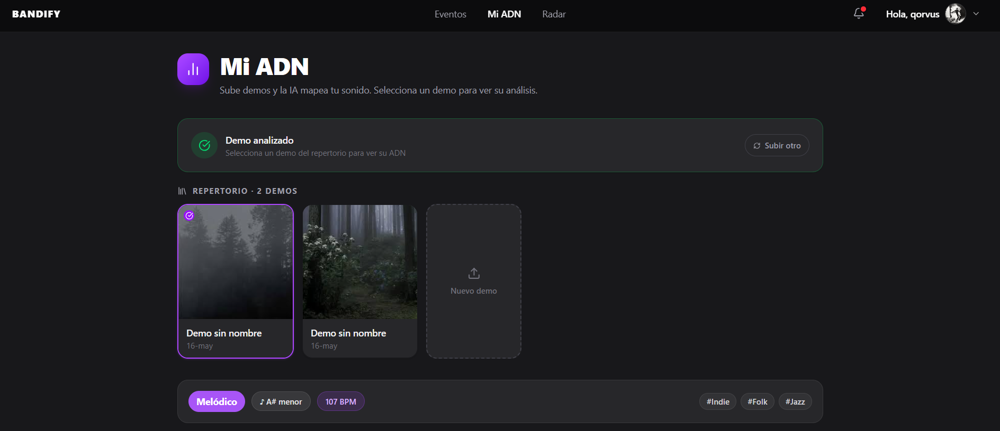 BANDIFY
Eventos
Mi ADN
Radar
Hola, qorvus
Mi ADN
Sube demos y la IA mapea tu sonido. Selecciona un demo para ver su análisis.
Demo analizado
Selecciona un demo del repertorio para ver su ADN
Subir otro
REPERTORIO · 2 DEMOS
Demo sin nombre
16-may
Demo sin nombre
16-may
Nuevo demo
Melódico
♪ A# menor
107 BPM
#Indie
#Folk
#Jazz